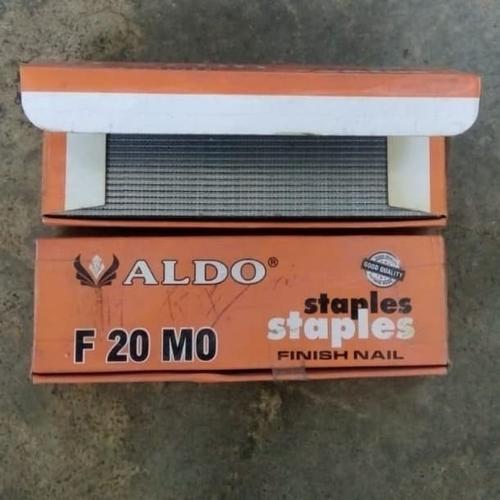 ALDO®
GOOD QUALITY
staples
staples
F 20 MO
FINISH NAIL